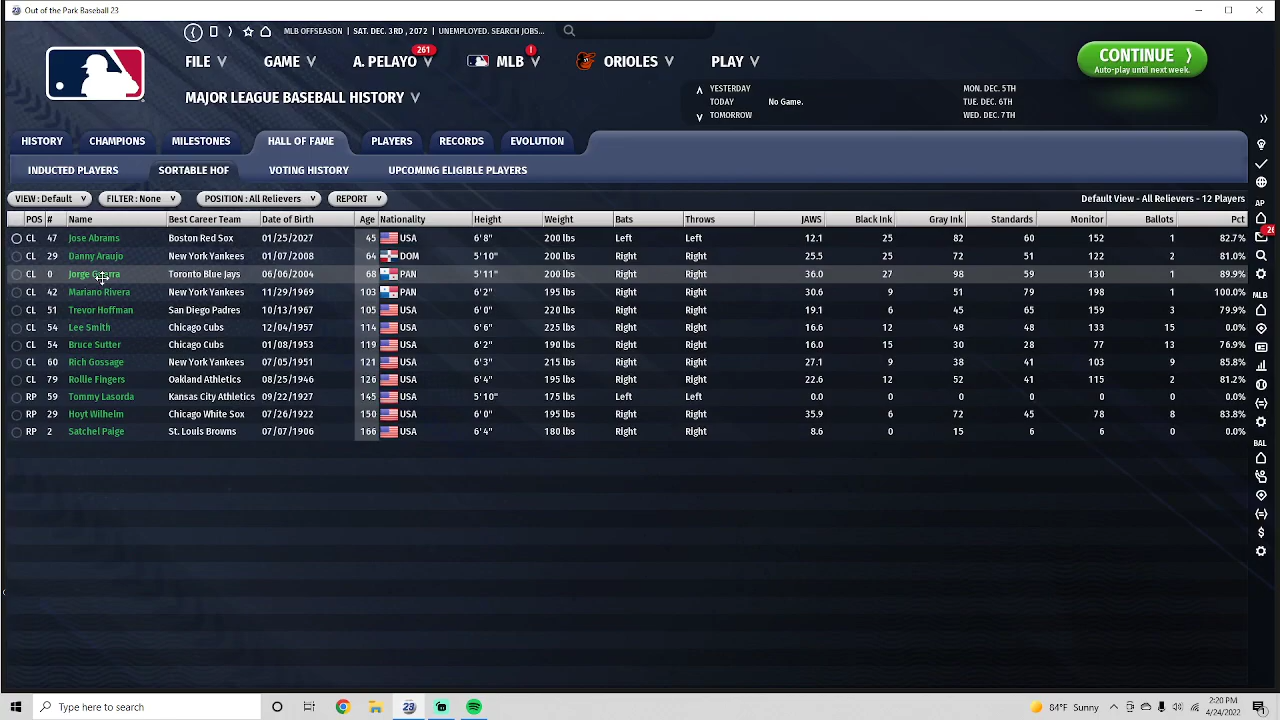 Out of the Park Baseball 23
MLB OFFSEASON | SAT. DEC. 3RD , 2072 | UNEMPLOYED. SEARCH JOBS...
FILE GAME A. PELAYO 261 MLB ! ORIOLES PLAY
CONTINUE
Auto-play until next week.
MAJOR LEAGUE BASEBALL HISTORY
YESTERDAY MON. DEC. 5TH
TODAY No Game. TUE. DEC. 6TH
TOMORROW WED. DEC. 7TH
HISTORY CHAMPIONS MILESTONES HALL OF FAME PLAYERS RECORDS EVOLUTION
INDUCTED PLAYERS SORTABLE HOF VOTING HISTORY UPCOMING ELIGIBLE PLAYERS
VIEW : Default FILTER : None POSITION : All Relievers REPORT Default View - All Relievers - 12 Players
POS # Name Best Career Team Date of Birth Age Nationality Height Weight Bats Throws JAWS Black Ink Gray Ink Standards Monitor Ballots Pct
CL 47 Jose Abrams Boston Red Sox 01/25/2027 45 USA 6'8" 200 lbs Left Left 12.1 25 82 60 152 1 82.7%
CL 29 Danny Araujo New York Yankees 01/07/2008 64 DOM 5'10" 200 lbs Right Right 25.5 25 72 51 122 2 81.0%
CL 0 Jorge Toronto Blue Jays 06/06/2004 68 PAN 5'11" 200 lbs Right Right 36.0 27 98 59 130 1 89.9%
CL 42 Mariano Rivera New York Yankees 11/29/1969 103 PAN 6'2" 195 lbs Right Right 30.6 9 51 79 198 1 100.0%
CL 51 Trevor Hoffman San Diego Padres 10/13/1967 105 USA 6'0" 220 lbs Right Right 19.1 6 45 65 159 3 79.9%
CL 54 Lee Smith Chicago Cubs 12/04/1957 114 USA 6'6" 225 lbs Right Right 16.6 12 48 48 133 15 0.0%
CL 54 Bruce Sutter Chicago Cubs 01/08/1953 119 USA 6'2" 190 lbs Right Right 16.0 15 30 28 77 13 76.9%
CL 60 Rich Gossage New York Yankees 07/05/1951 121 USA 6'3" 215 lbs Right Right 27.1 9 38 41 103 9 85.8%
CL 79 Rollie Fingers Oakland Athletics 08/25/1946 126 USA 6'4" 195 lbs Right Right 22.6 12 52 41 115 2 81.2%
RP 59 Tommy Lasorda Kansas City Athletics 09/22/1927 145 USA 5'10" 175 lbs Left Left 0.0 0 0 0 0 0 0.0%
RP 29 Hoyt Wilhelm Chicago White Sox 07/26/1922 150 USA 6'0" 195 lbs Right Right 35.9 6 72 45 78 8 83.8%
RP 2 Satchel Paige St. Louis Browns 07/07/1906 166 USA 6'4" 180 lbs Right Right 8.6 0 15 6 6 0 0.0%
AP
26
MLB
BAL
$
Type here to search
23
84°F Sunny
2:20 PM
4/24/2022